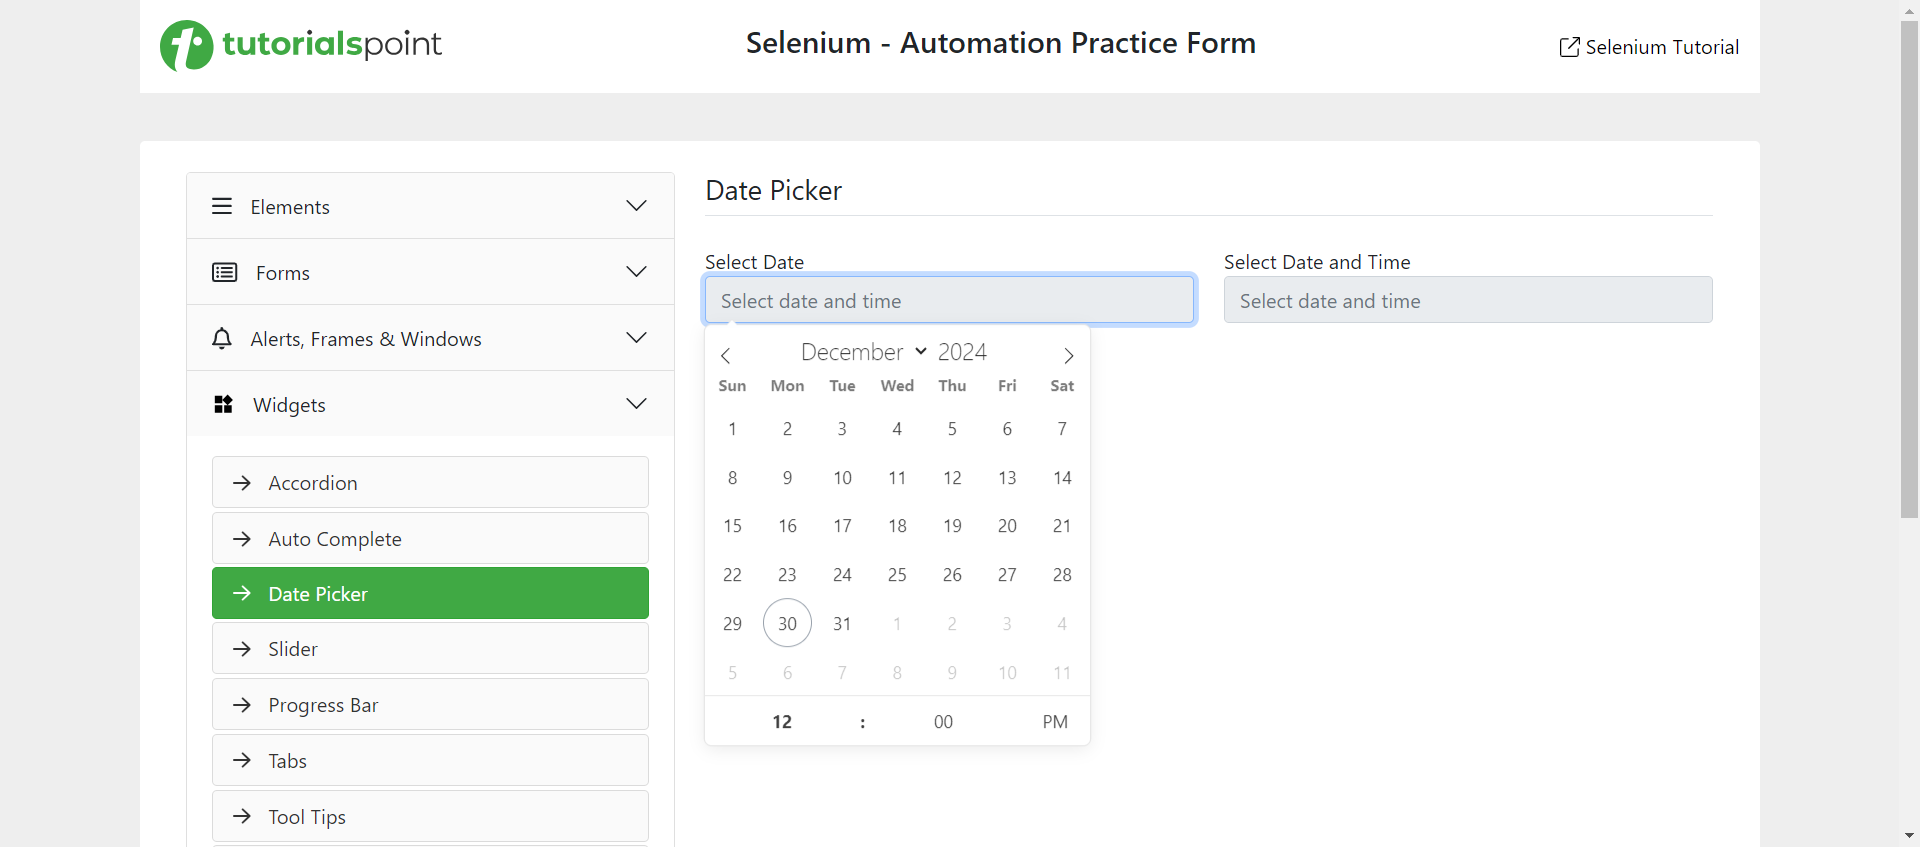 tutorialspoint
Selenium - Automation Practice Form
Selenium Tutorial
Elements
Forms
Alerts, Frames & Windows
Widgets
Accordion
Auto Complete
Date Picker
Slider
Progress Bar
Tabs
Tool Tips
Date Picker
Select Date
Select date and time
Select Date and Time
Select date and time
December 2024
Sun Mon Tue Wed Thu Fri Sat
1 2 3 4 5 6 7
8 9 10 11 12 13 14
15 16 17 18 19 20 21
22 23 24 25 26 27 28
29 30 31 1 2 3 4
5 6 7 8 9 10 11
12 : 00 PM